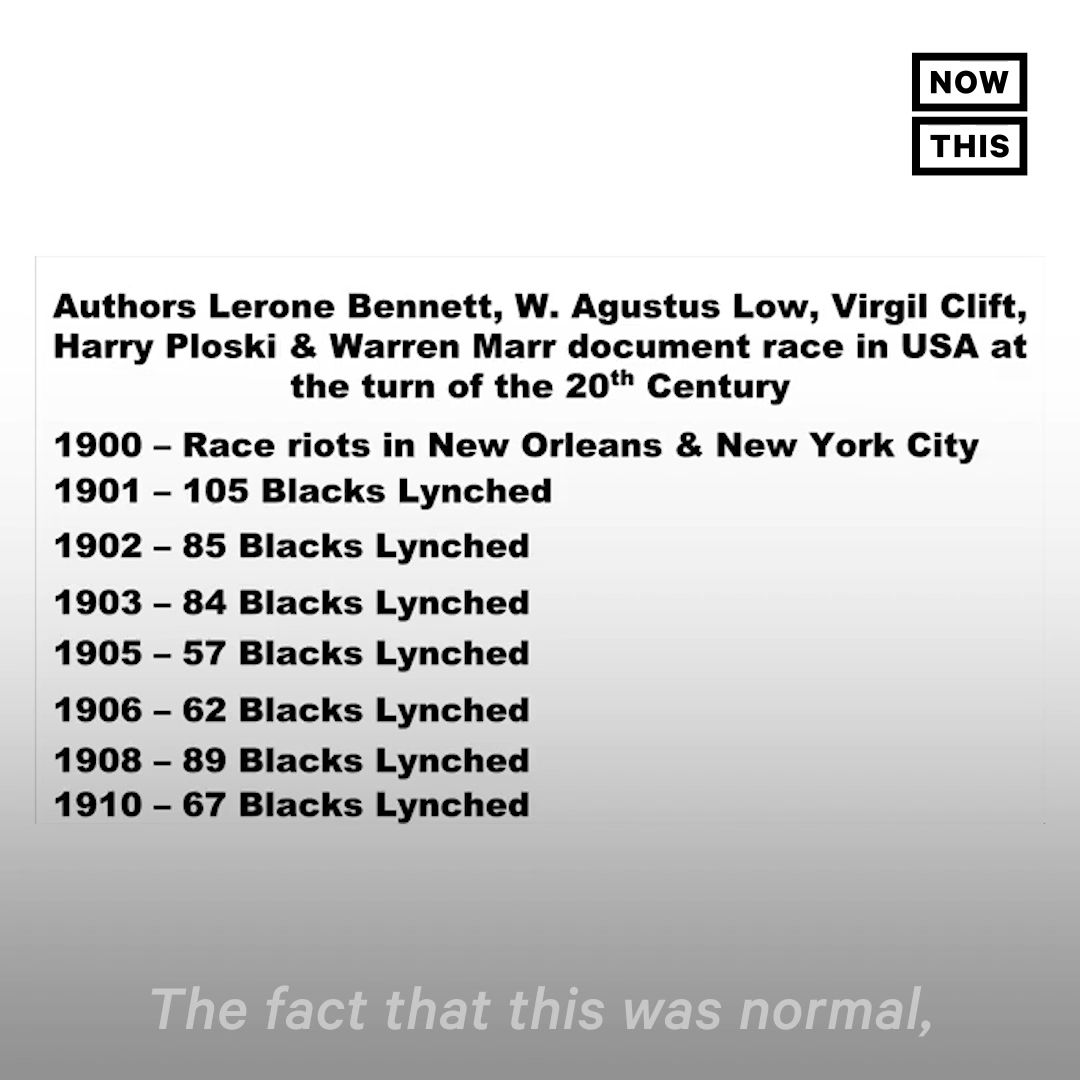 NOW
THIS
Authors Lerone Bennett, W. Agustus Low, Virgil Clift,
Harry Ploski & Warren Marr document race in USA at
the turn of the 20th Century
1900 – Race riots in New Orleans & New York City
1901 – 105 Blacks Lynched
1902 – 85 Blacks Lynched
1903 – 84 Blacks Lynched
1905 – 57 Blacks Lynched
1906 – 62 Blacks Lynched
1908 – 89 Blacks Lynched
1910 – 67 Blacks Lynched
The fact that this was normal,